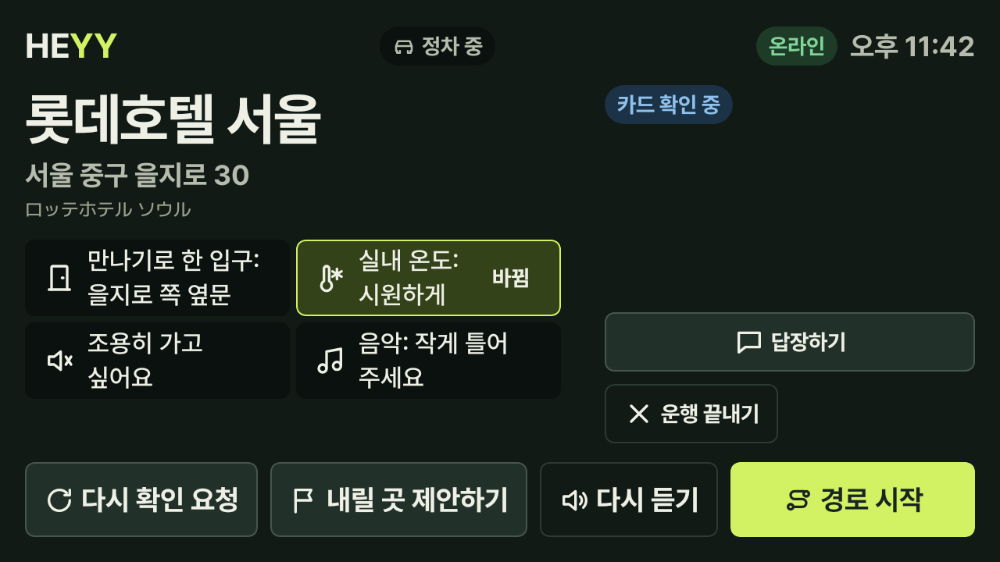 HEYY
정차 중
온라인
오후 11:42
롯데호텔 서울
카드 확인 중
서울 중구 을지로 30
ロッテホテル ソウル
만나기로 한 입구:
을지로 쪽 옆문
실내 온도:
시원하게
바뀜
조용히 가고
싶어요
음악: 작게 틀어
주세요
답장하기
운행 끝내기
다시 확인 요청
내릴 곳 제안하기
다시 듣기
경로 시작